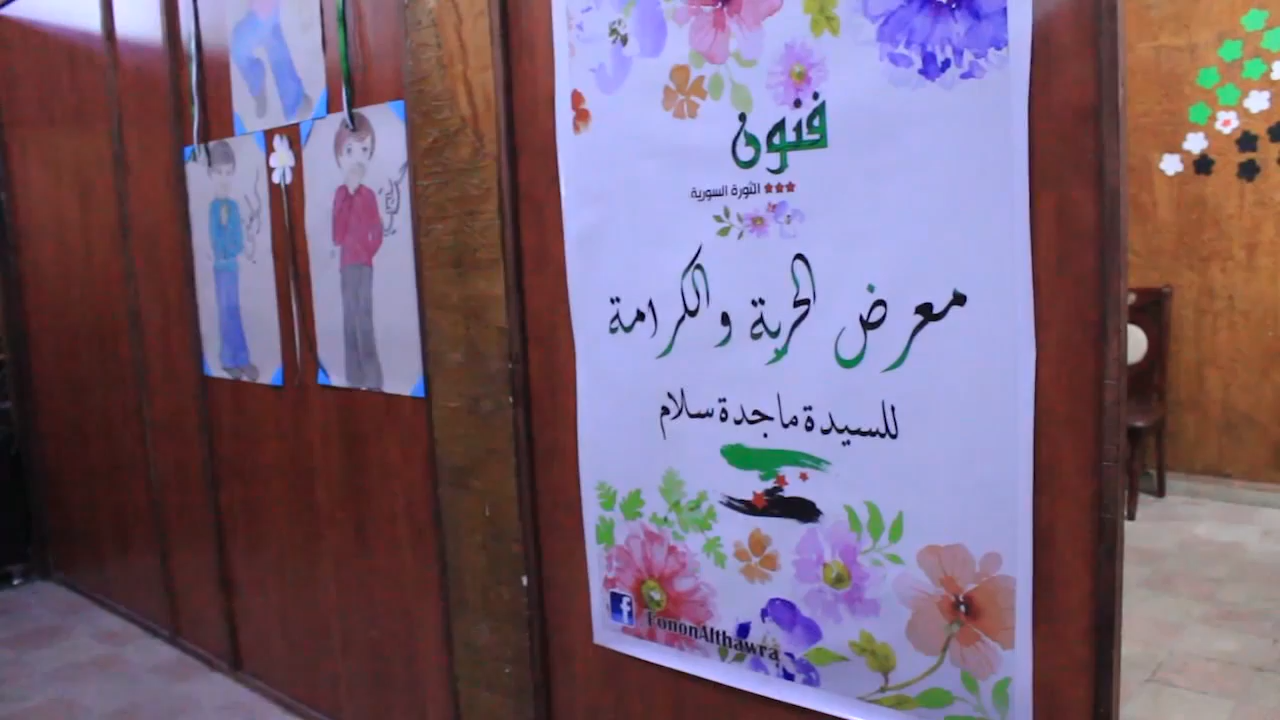 فنون
الثورة السورية
معرض الحرية والكرامة
للسيدة ماجدة سلام
f FononAlthawra